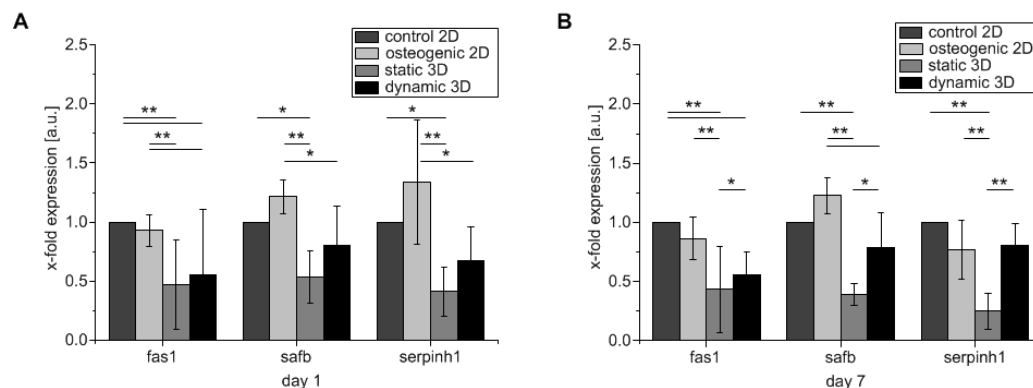 A
control 2D
osteogenic 2D
static 3D
dynamic 3D
x-fold expression [a.u.]
2.5
2.0
1.5
1.0
0.5
0.0
** * *
** ** **
* *
fas1 safb serpinh1
day 1
B
control 2D
osteogenic 2D
static 3D
dynamic 3D
x-fold expression [a.u.]
2.5
2.0
1.5
1.0
0.5
0.0
** ** **
** ** **
* * **
fas1 safb serpinh1
day 7